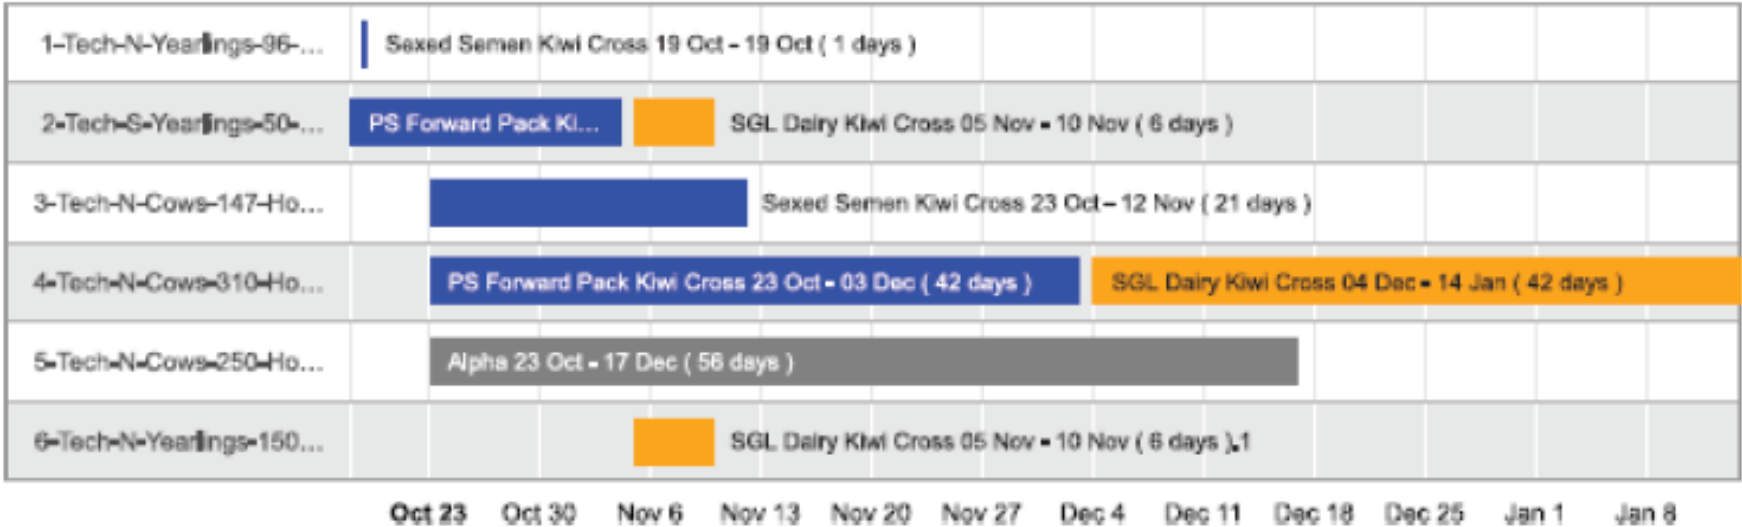 1-Tech-N-Yearlings-96-...
Sexed Semen Kiwi Cross 19 Oct - 19 Oct ( 1 days )
2-Tech-S-Yearlings-50-...
PS Forward Pack Ki...
SGL Dairy Kiwi Cross 05 Nov - 10 Nov ( 6 days )
3-Tech-N-Cows-147-Ho...
Sexed Semen Kiwi Cross 23 Oct - 12 Nov ( 21 days )
4-Tech-N-Cows-310-Ho...
PS Forward Pack Kiwi Cross 23 Oct - 03 Dec ( 42 days )
SGL Dairy Kiwi Cross 04 Dec - 14 Jan ( 42 days )
5-Tech-N-Cows-250-Ho...
Alpha 23 Oct - 17 Dec ( 56 days )
6-Tech-N-Yearlings-150...
SGL Dairy Kiwi Cross 05 Nov - 10 Nov ( 6 days ).1
Oct 23 Oct 30 Nov 6 Nov 13 Nov 20 Nov 27 Dec 4 Dec 11 Dec 18 Dec 25 Jan 1 Jan 8